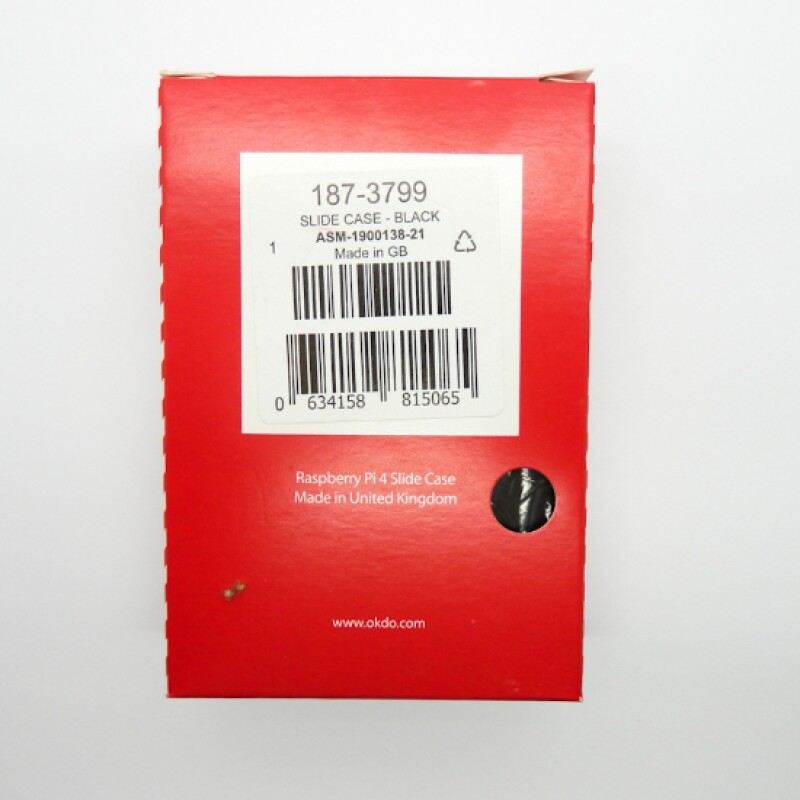 187-3799
SLIDE CASE - BLACK
ASM-1900138-21
1
Made in GB
0 634158 815065
Raspberry Pi 4 Slide Case
Made in United Kingdom
www.okdo.com